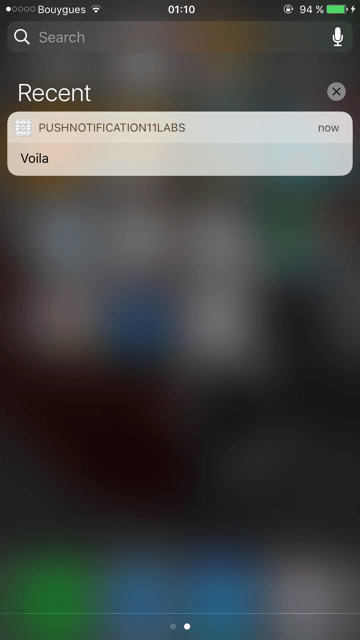 Bouygues 01:10 94 %
Search
Recent
PUSHNOTIFICATION11LABS now
Voila